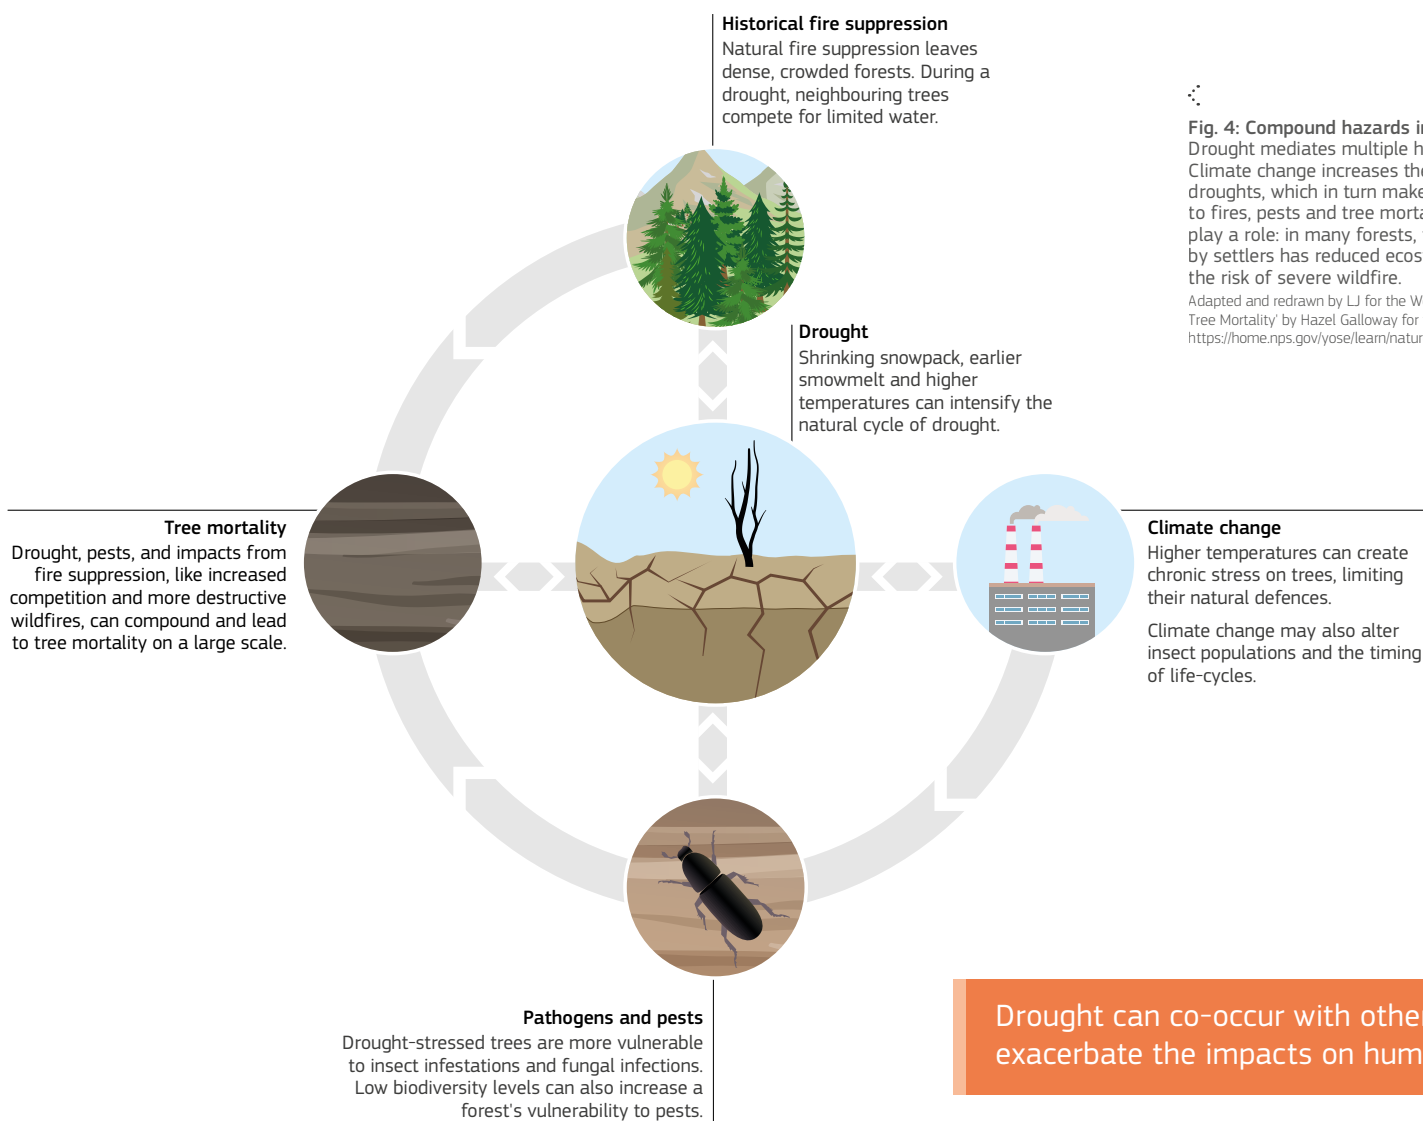 Historical fire suppression
Natural fire suppression leaves
dense, crowded forests. During a
drought, neighbouring trees
compete for limited water.
Fig. 4: Compound hazards
Drought mediates multiple
Climate change increases
droughts, which in turn make
to fires, pests and tree
play a role: in many forests,
by settlers has reduced
the risk of severe wildfire.
Adapted and redrawn by LJ for the
Tree Mortality' by Hazel Galloway for
https://home.nps.gov/yose/learn/natur
Drought
Shrinking snowpack, earlier
smowmelt and higher
temperatures can intensify the
natural cycle of drought.
Tree mortality
Drought, pests, and impacts from
fire suppression, like increased
competition and more destructive
wildfires, can compound and lead
to tree mortality on a large scale.
Climate change
Higher temperatures can create
chronic stress on trees, limiting
their natural defences.
Climate change may also alter
insect populations and the timing
of life-cycles.
Pathogens and pests
Drought-stressed trees are more vulnerable
to insect infestations and fungal infections.
Low biodiversity levels can also increase a
forest's vulnerability to pests.
Drought can co-occur with other
exacerbate the impacts on hum